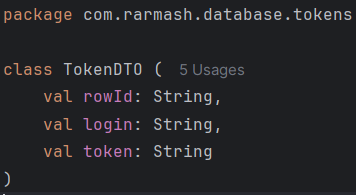 package com.rarmash.database.tokens
class TokenDTO (  5 Usages
    val rowId: String,
    val login: String,
    val token: String
)